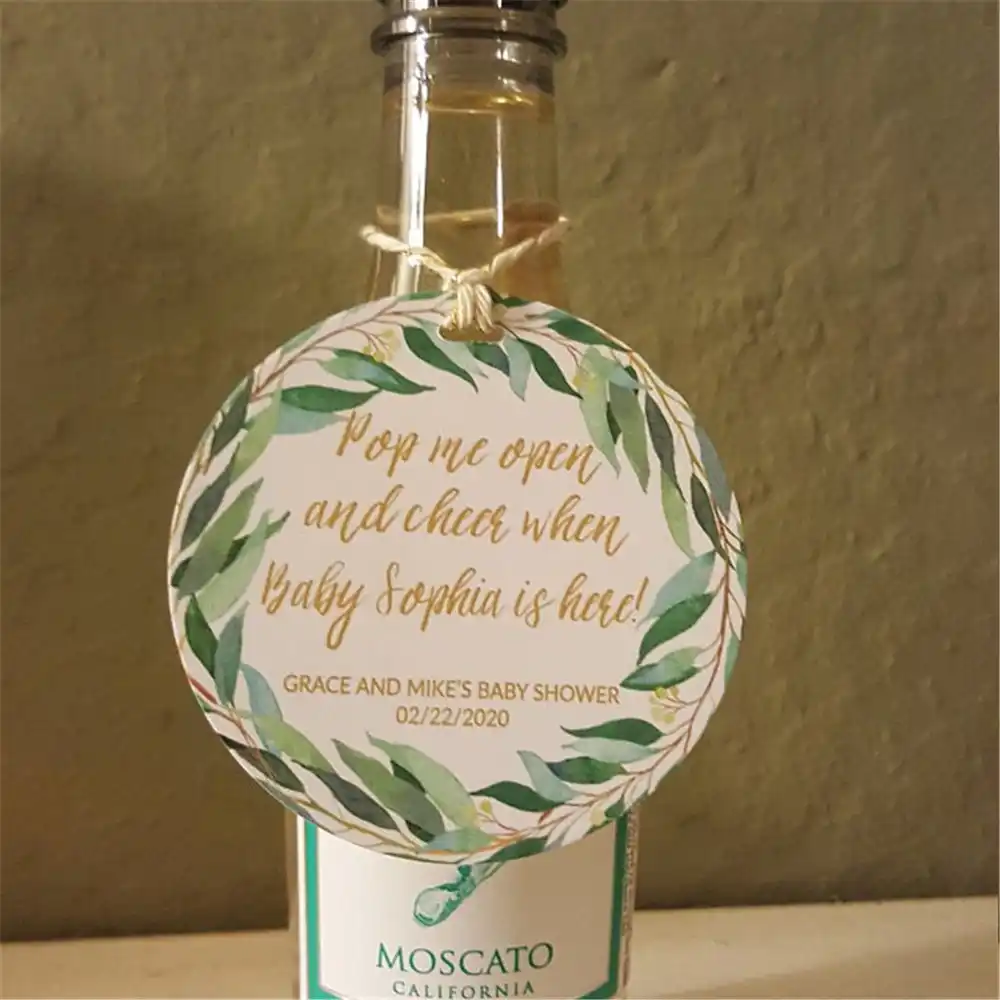 Pop me open
and cheer when
Baby Sophia is here!
GRACE AND MIKE'S BABY SHOWER
02/22/2020
MOSCATO
CALIFORNIA